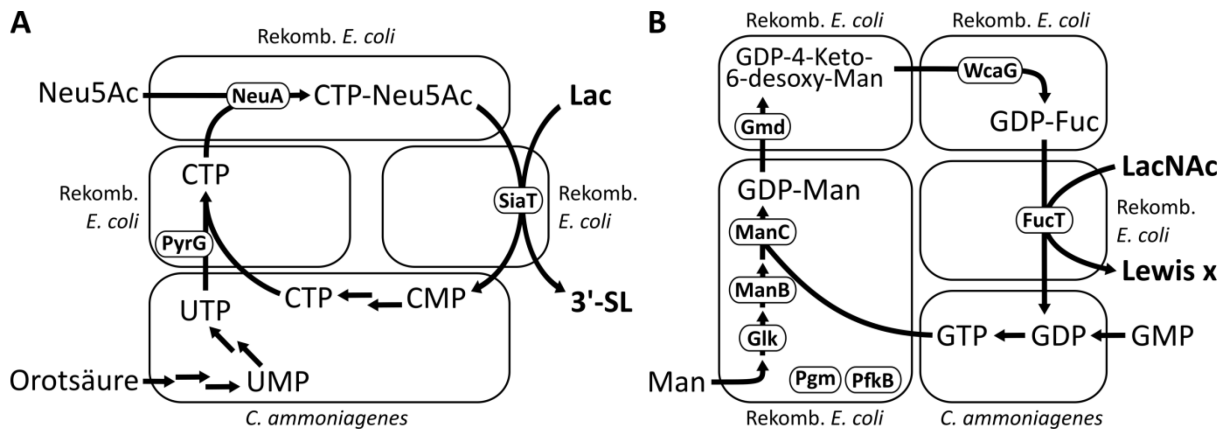 A
Rekomb. E. coli
Neu5Ac
NeuA
CTP-Neu5Ac
Lac
CTP
Rekomb.
E. coli
PyrG
SiaT
Rekomb.
E. coli
UTP
CTP
CMP
3'-SL
Orotsäure
UMP
C. ammoniagenes
B
Rekomb. E. coli
Rekomb. E. coli
GDP-4-Keto-
6-desoxy-Man
WcaG
Gmd
GDP-Fuc
GDP-Man
LacNAc
ManC
FucT
Rekomb.
E. coli
ManB
Lewis x
Glk
GTP
GDP
GMP
Man
Pgm
PfkB
Rekomb. E. coli
C. ammoniagenes